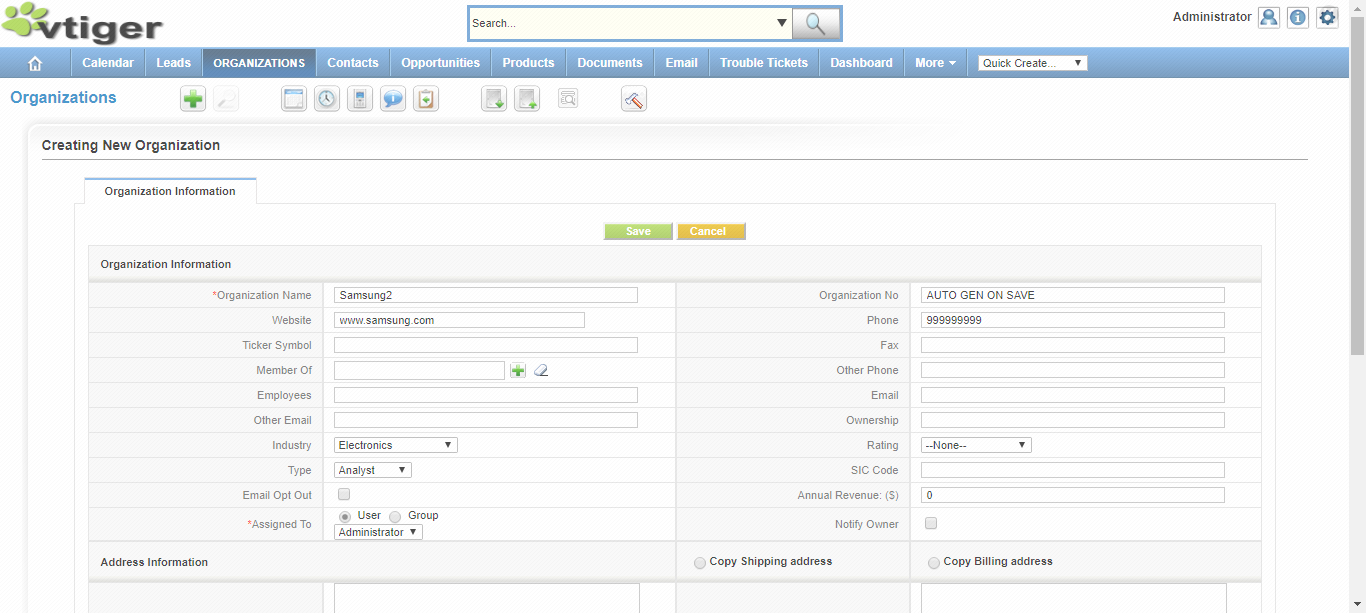 vtiger
Search...
Administrator
Calendar Leads ORGANIZATIONS Contacts Opportunities Products Documents Email Trouble Tickets Dashboard More Quick Create...
Organizations
Creating New Organization
Organization Information
Save Cancel
Organization Information
*Organization Name Samsung2 Organization No AUTO GEN ON SAVE
Website www.samsung.com Phone 999999999
Ticker Symbol Fax
Member Of Other Phone
Employees Email
Other Email Ownership
Industry Electronics Rating --None--
Type Analyst SIC Code
Email Opt Out Annual Revenue: ($) 0
*Assigned To User Group Notify Owner
Administrator
Address Information Copy Shipping address Copy Billing address